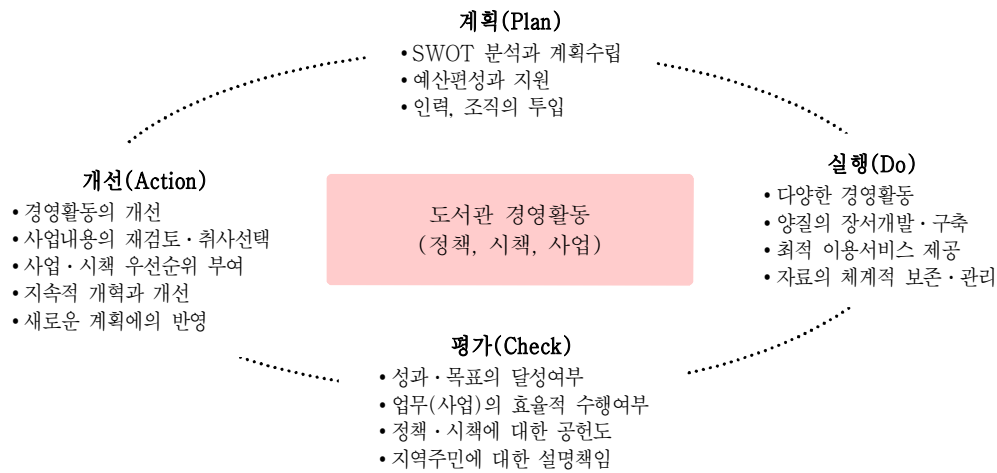 계획(Plan)
• SWOT 분석과 계획수립
• 예산편성과 지원
• 인력, 조직의 투입
실행(Do)
• 다양한 경영활동
• 양질의 장서개발·구축
• 최적 이용서비스 제공
• 자료의 체계적 보존·관리
개선(Action)
• 경영활동의 개선
• 사업내용의 재검토·취사선택
• 사업·시책 우선순위 부여
• 지속적 개혁과 개선
• 새로운 계획에의 반영
도서관 경영활동
(정책, 시책, 사업)
평가(Check)
• 성과·목표의 달성여부
• 업무(사업)의 효율적 수행여부
• 정책·시책에 대한 공헌도
• 지역주민에 대한 설명책임